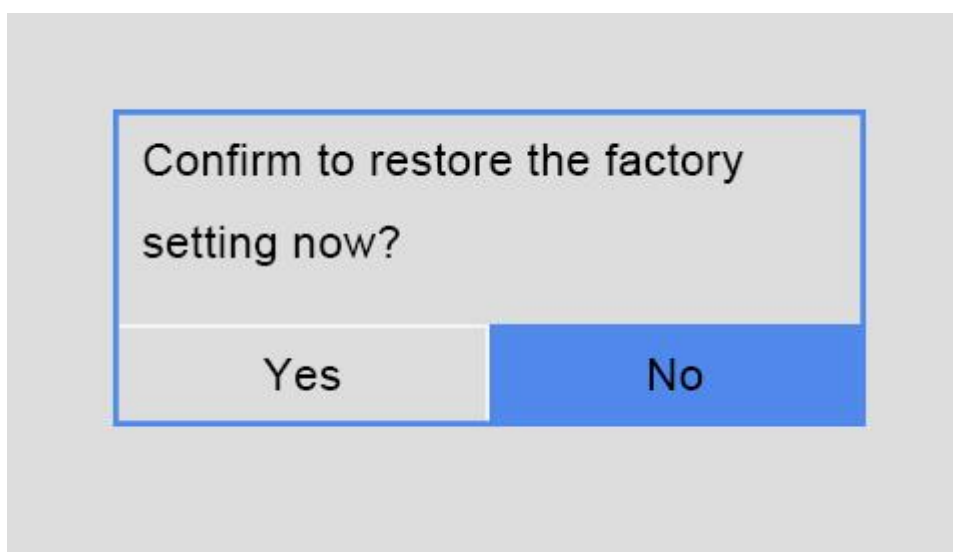 Confirm to restore the factory
setting now?
Yes
No